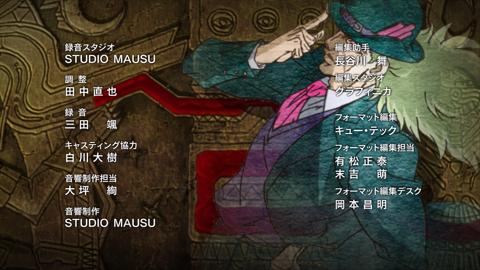 録音スタジオ
STUDIO MAUSU
調 整
田中直也
録 音
三田 颯
キャスティング協力
白川大樹
音響制作担当
大坪 絢
音響制作
STUDIO MAUSU
編集助手
長谷川 舞
編集スタジオ
グラフィニカ
フォーマット編集
キュー・テック
フォーマット編集担当
有松正泰
末吉 萌
フォーマット編集デスク
岡本昌明